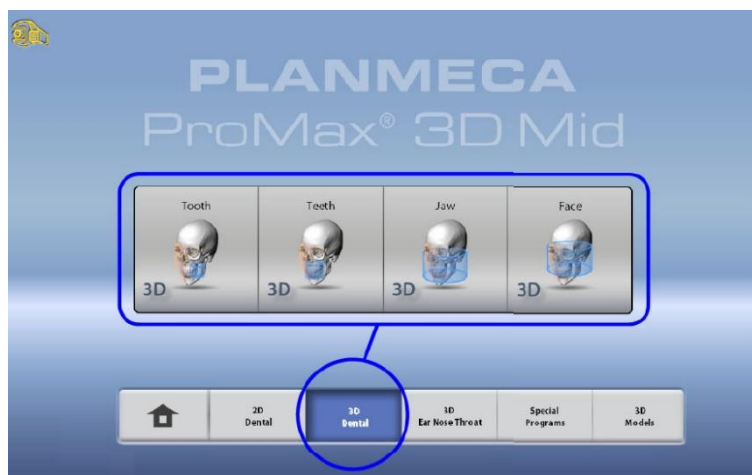 PLANMECA
ProMax® 3D Mid
Tooth Teeth Jaw Face
3D 3D 3D 3D
2D 3D 3D Special 3D
Dental Dental Ear Nose Throat Programs Models